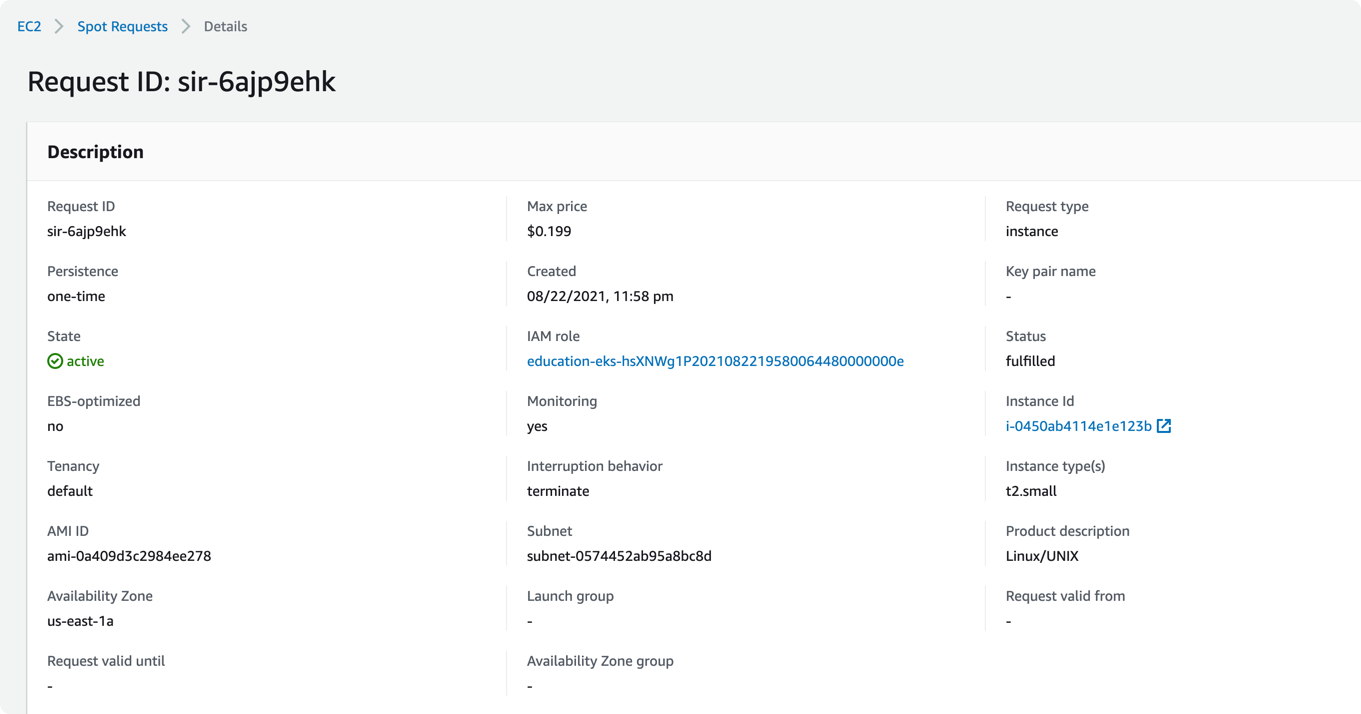 EC2 > Spot Requests > Details
Request ID: sir-6ajp9ehk
Description
Request ID
sir-6ajp9ehk
Max price
$0.199
Request type
instance
Persistence
one-time
Created
08/22/2021, 11:58 pm
Key pair name
-
State
active
IAM role
education-eks-hsXNWg1P20210822195800644800000​00e
Status
fulfilled
EBS-optimized
no
Monitoring
yes
Instance Id
i-0450ab4114e1e123b
Tenancy
default
Interruption behavior
terminate
Instance type(s)
t2.small
AMI ID
ami-0a409d3c2984ee278
Subnet
subnet-0574452ab95a8bc8d
Product description
Linux/UNIX
Availability Zone
us-east-1a
Launch group
-
Request valid from
-
Request valid until
-
Availability Zone group
-